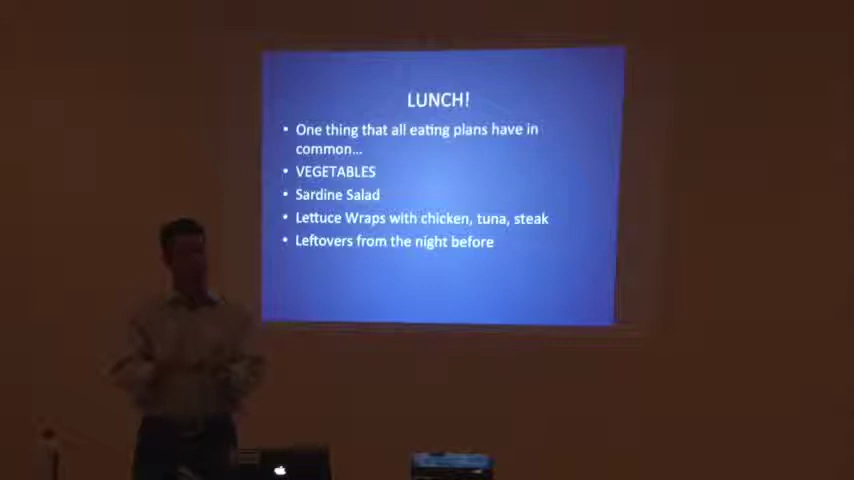 LUNCH!
• One thing that all eating plans have in
common...
• VEGETABLES
• Sardine Salad
• Lettuce Wraps with chicken, tuna, steak
• Leftovers from the night before